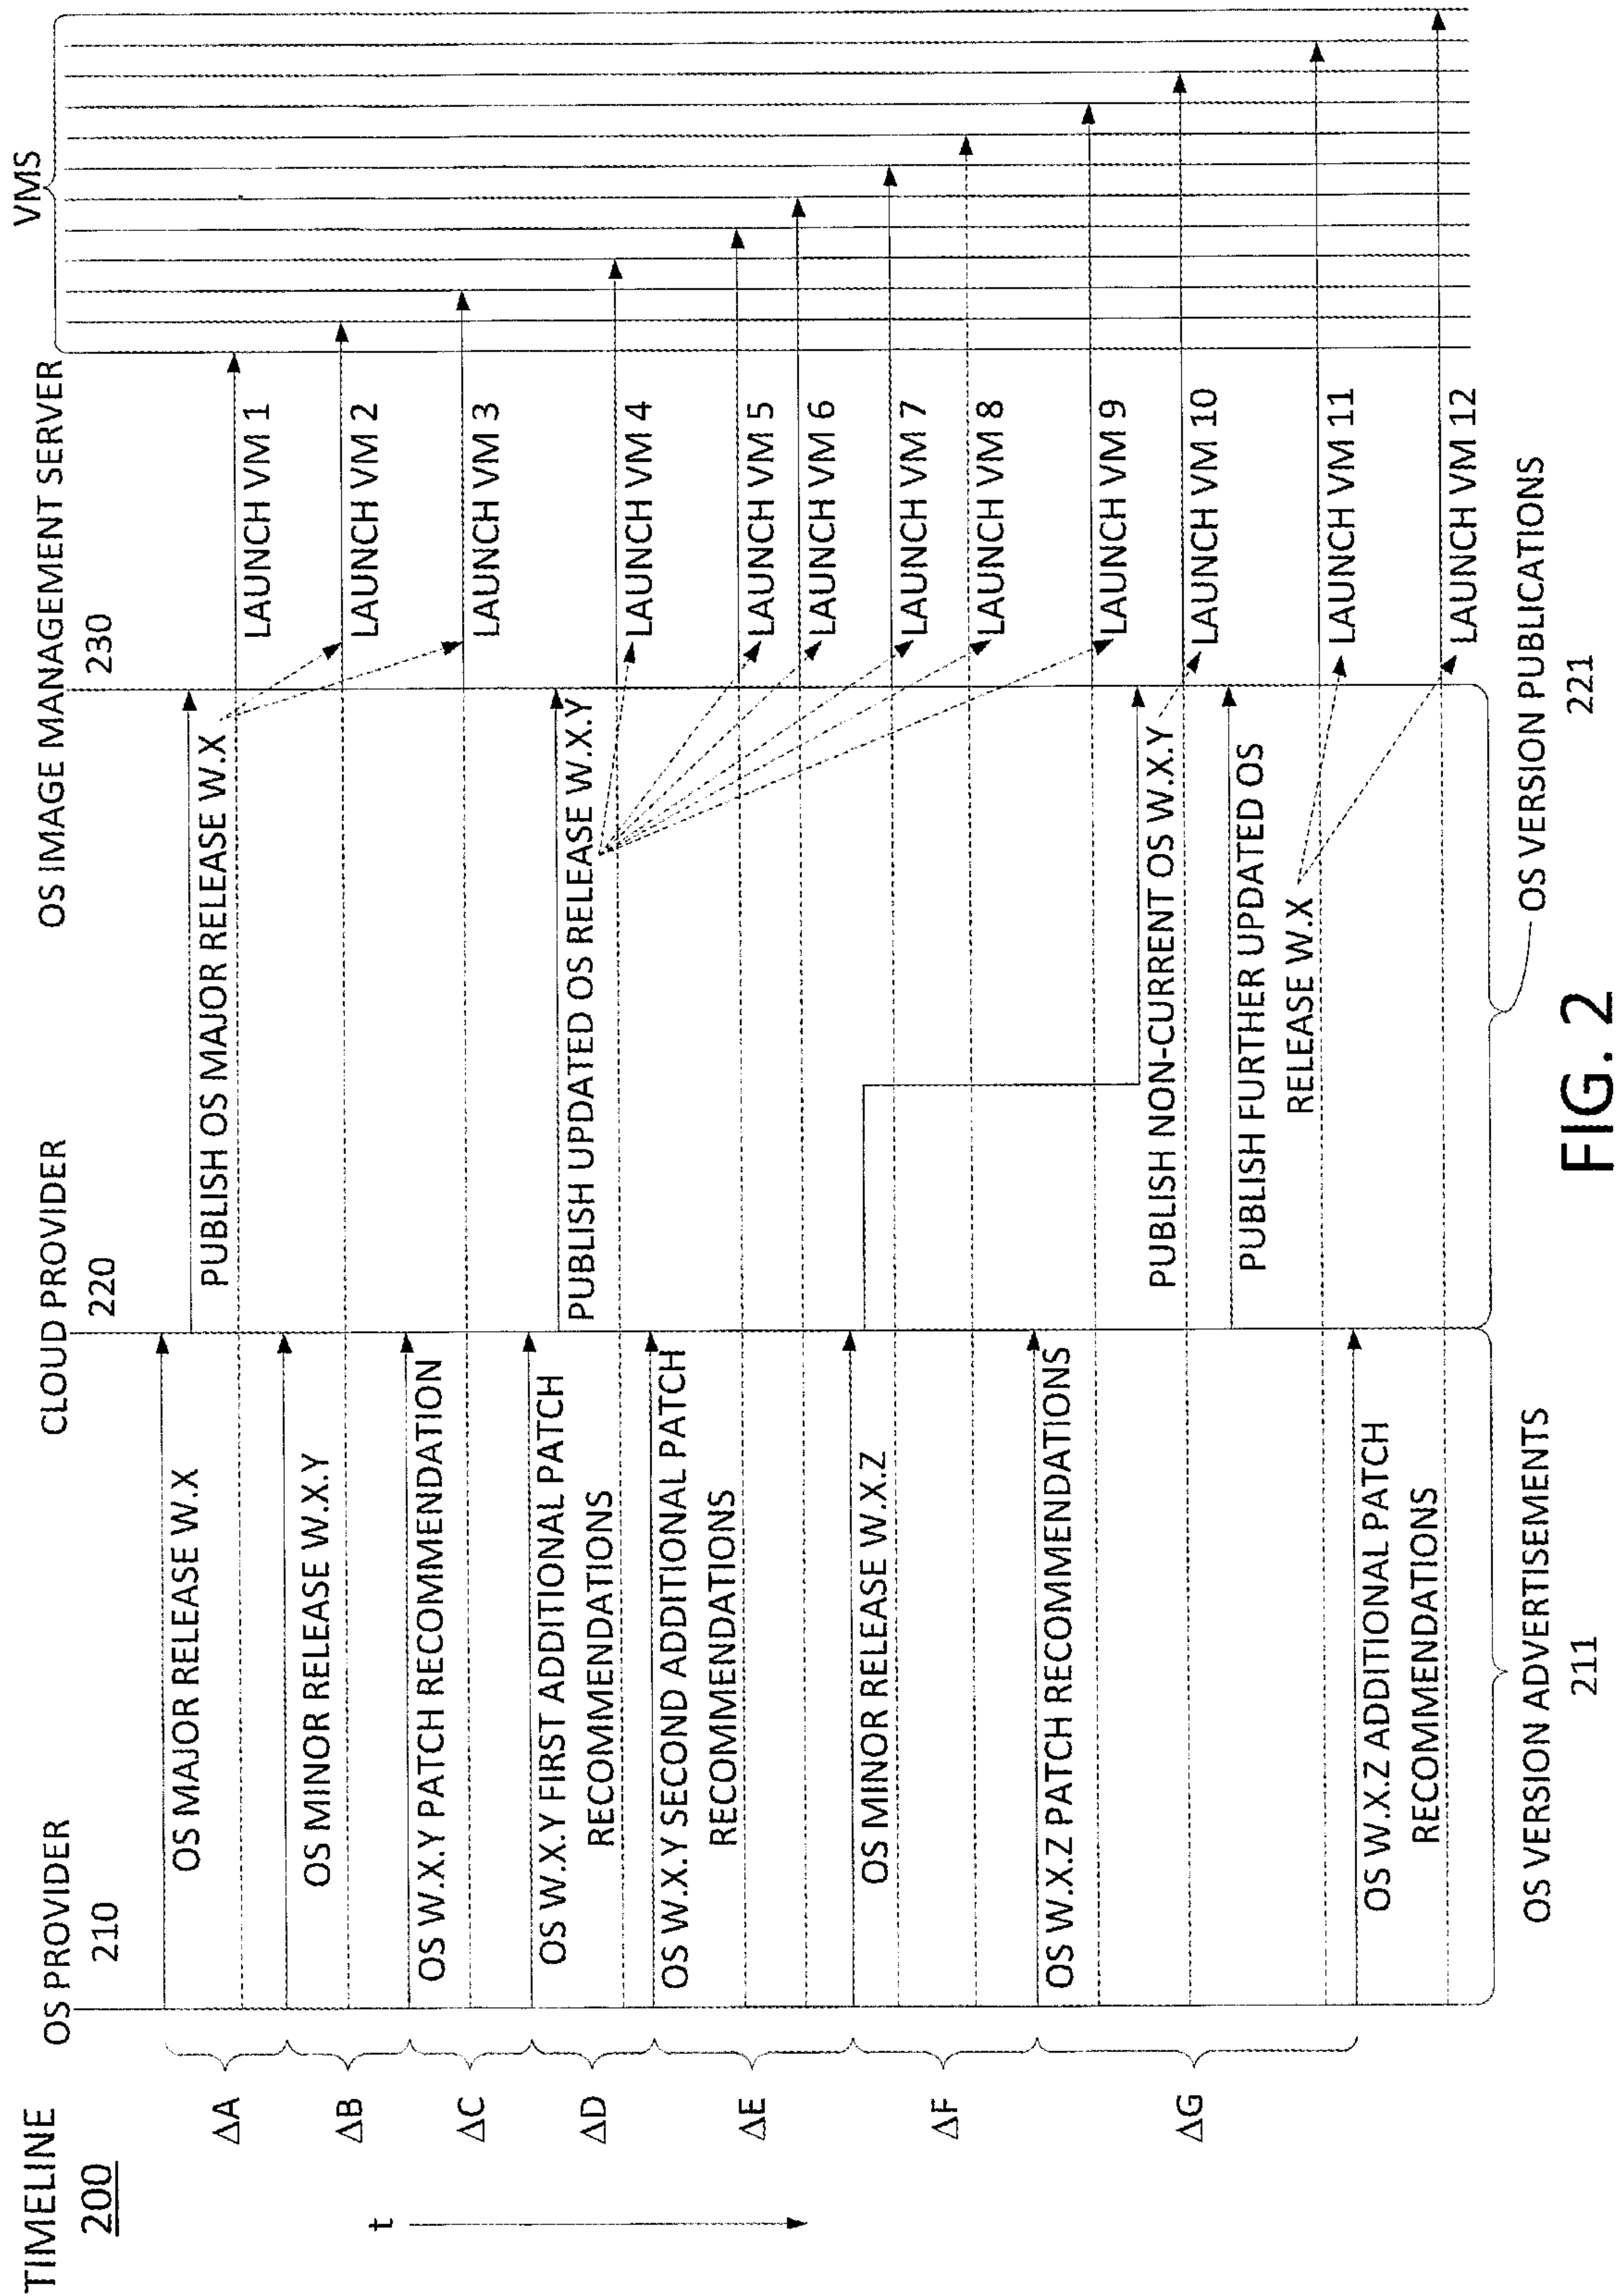 TIMELINE
200
t
ΔA
ΔB
ΔC
ΔD
ΔE
ΔF
ΔG
OS PROVIDER
210
OS MAJOR RELEASE W.X
OS MINOR RELEASE W.X.Y
OS W.X.Y PATCH RECOMMENDATION
OS W.X.Y FIRST ADDITIONAL PATCH
RECOMMENDATIONS
OS W.X.Y SECOND ADDITIONAL PATCH
RECOMMENDATIONS
OS MINOR RELEASE W.X.Z
OS W.X.Z PATCH RECOMMENDATIONS
OS W.X.Z ADDITIONAL PATCH
RECOMMENDATIONS
OS VERSION ADVERTISEMENTS
211
CLOUD PROVIDER
220
PUBLISH OS MAJOR RELEASE W.X
PUBLISH UPDATED OS RELEASE W.X.Y
PUBLISH NON-CURRENT OS W.X.Y
PUBLISH FURTHER UPDATED OS
RELEASE W.X
OS VERSION PUBLICATIONS
221
OS IMAGE MANAGEMENT SERVER
230
LAUNCH VM 1
LAUNCH VM 2
LAUNCH VM 3
LAUNCH VM 4
LAUNCH VM 5
LAUNCH VM 6
LAUNCH VM 7
LAUNCH VM 8
LAUNCH VM 9
LAUNCH VM 10
LAUNCH VM 11
LAUNCH VM 12
VMS
FIG. 2